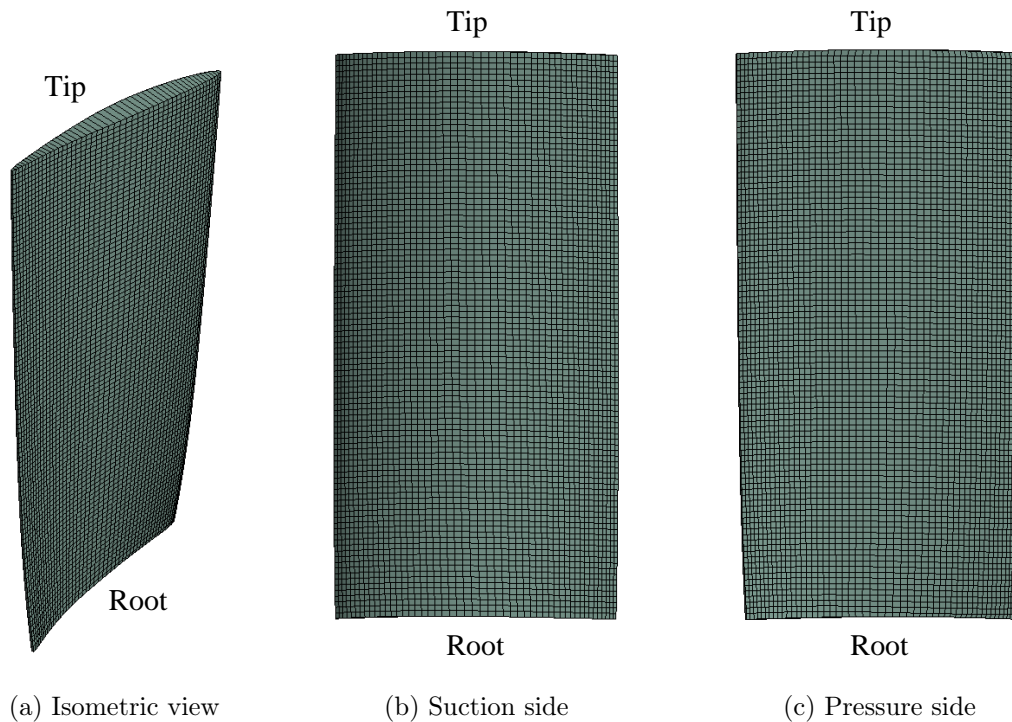 Tip
Root
(a) Isometric view
Tip
Root
(b) Suction side
Tip
Root
(c) Pressure side